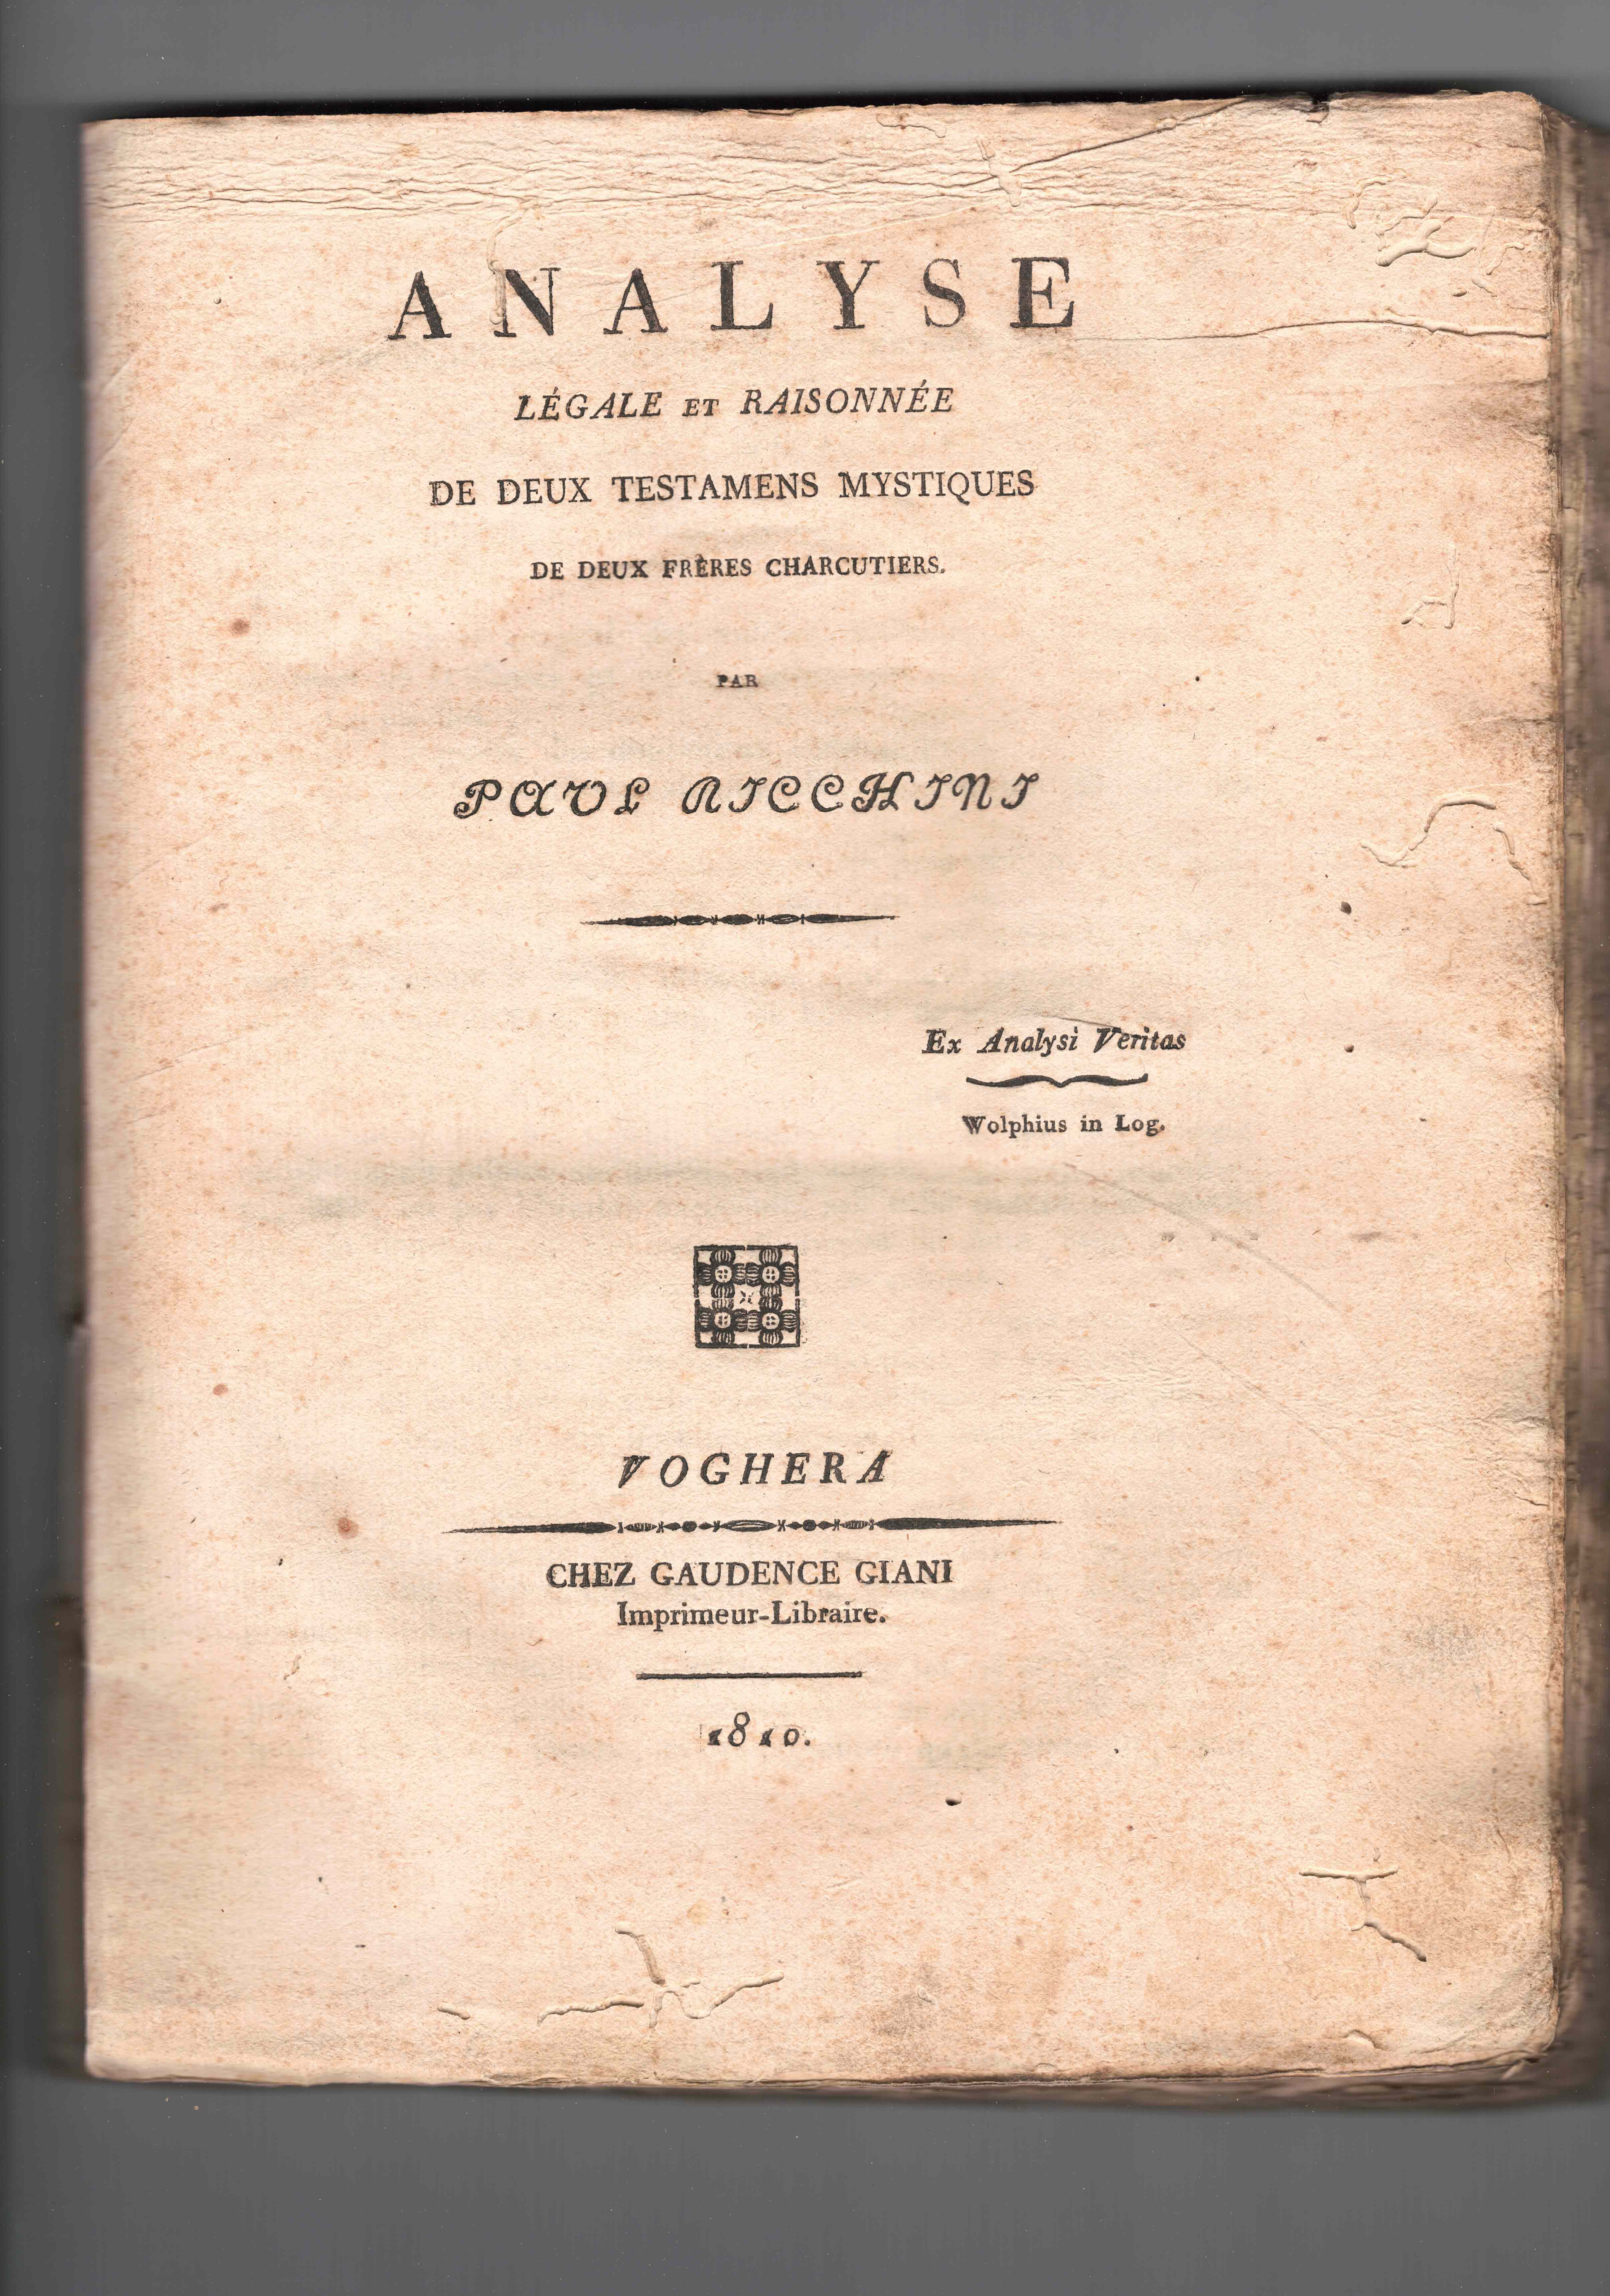 ANALYSE
LÉGALE ET RAISONNÉE
DE DEUX TESTAMENS MYSTIQUES
DE DEUX FRÈRES CHARCUTIERS.
PAR
PAUL RICCHINI
Ex Analysi Veritas
Wolphius in Log.
VOGHERA
CHEZ GAUDENCE GIANI
Imprimeur-Libraire.
1810.